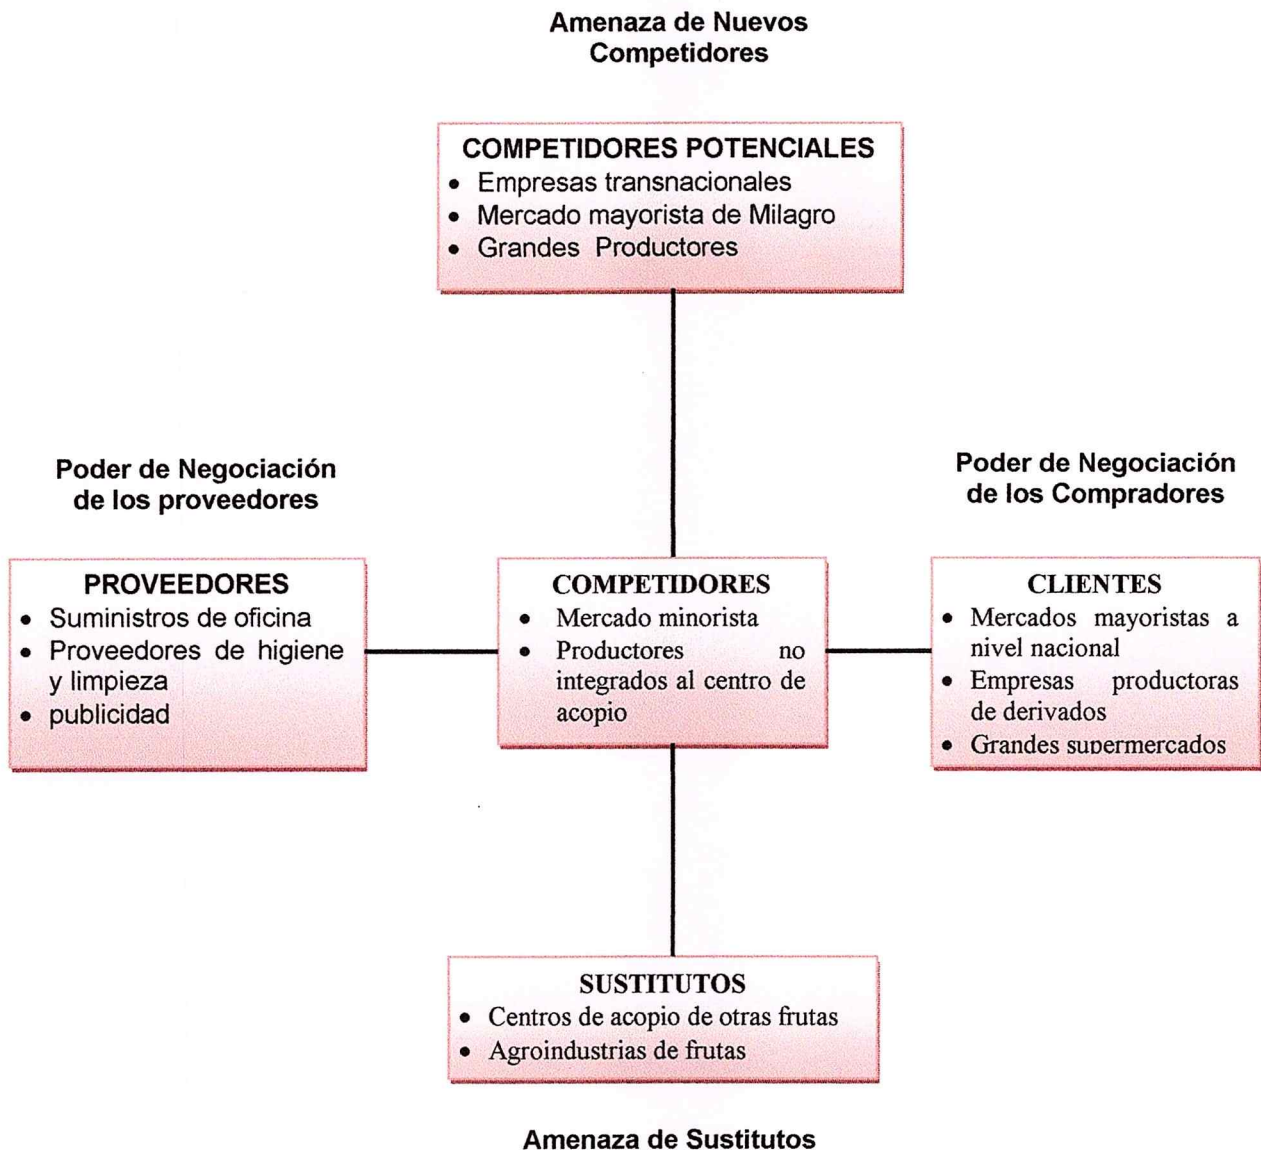 Amenaza de Nuevos
Competidores
COMPETIDORES POTENCIALES
• Empresas transnacionales
• Mercado mayorista de Milagro
• Grandes Productores
Poder de Negociación
de los proveedores
Poder de Negociación
de los Compradores
PROVEEDORES
• Suministros de oficina
• Proveedores de higiene
y limpieza
• publicidad
COMPETIDORES
• Mercado minorista
• Productores no
integrados al centro de
acopio
CLIENTES
• Mercados mayoristas a
nivel nacional
• Empresas productoras
de derivados
• Grandes supermercados
SUSTITUTOS
• Centros de acopio de otras frutas
• Agroindustrias de frutas
Amenaza de Sustitutos